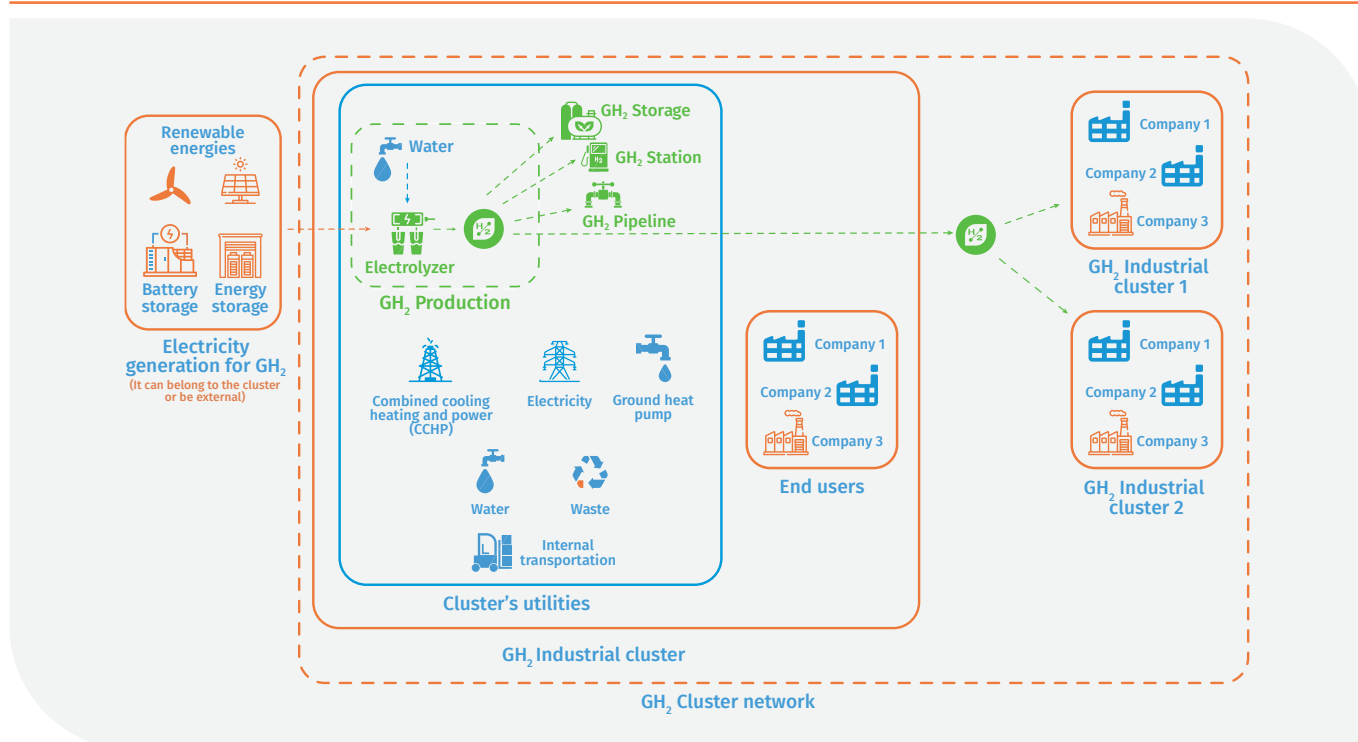 Renewable
energies
Battery
storage
Energy
storage
Electricity
generation for GH₂
(It can belong to the cluster
or be external)
Water
Electrolyzer
H/2
GH₂ Production
GH₂ Storage
H₂
GH₂ Station
GH₂ Pipeline
Combined cooling
heating and power
(CCHP)
Electricity
Ground heat
pump
Water
Waste
Internal
transportation
Cluster’s utilities
Company 1
Company 2
Company 3
End users
GH₂ Industrial cluster
H/2
Company 1
Company 2
Company 3
GH₂ Industrial
cluster 1
Company 1
Company 2
Company 3
GH₂ Industrial
cluster 2
GH₂ Cluster network